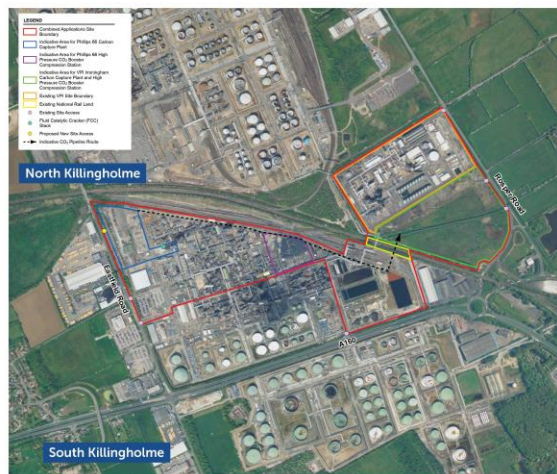 LEGEND
Combined Applications Site
Boundary
Indicative Area for Phillips 66 Carbon
Capture Plant
Indicative Area for Phillips 66 High
Pressure CO₂ Booster
Compression Station
Indicative Area for VPI Immingham
Carbon Capture Plant and High
Pressure CO₂ Booster
Compression Station
Existing VPI Site Boundary
Existing National Rail Land
Existing Site Access
Fluid Catalytic Cracker (FCC)
Stack
Proposed New Site Access
Indicative CO₂ Pipeline Route
North Killingholme
Rosper Road
Eastfield Road
A160
South Killingholme